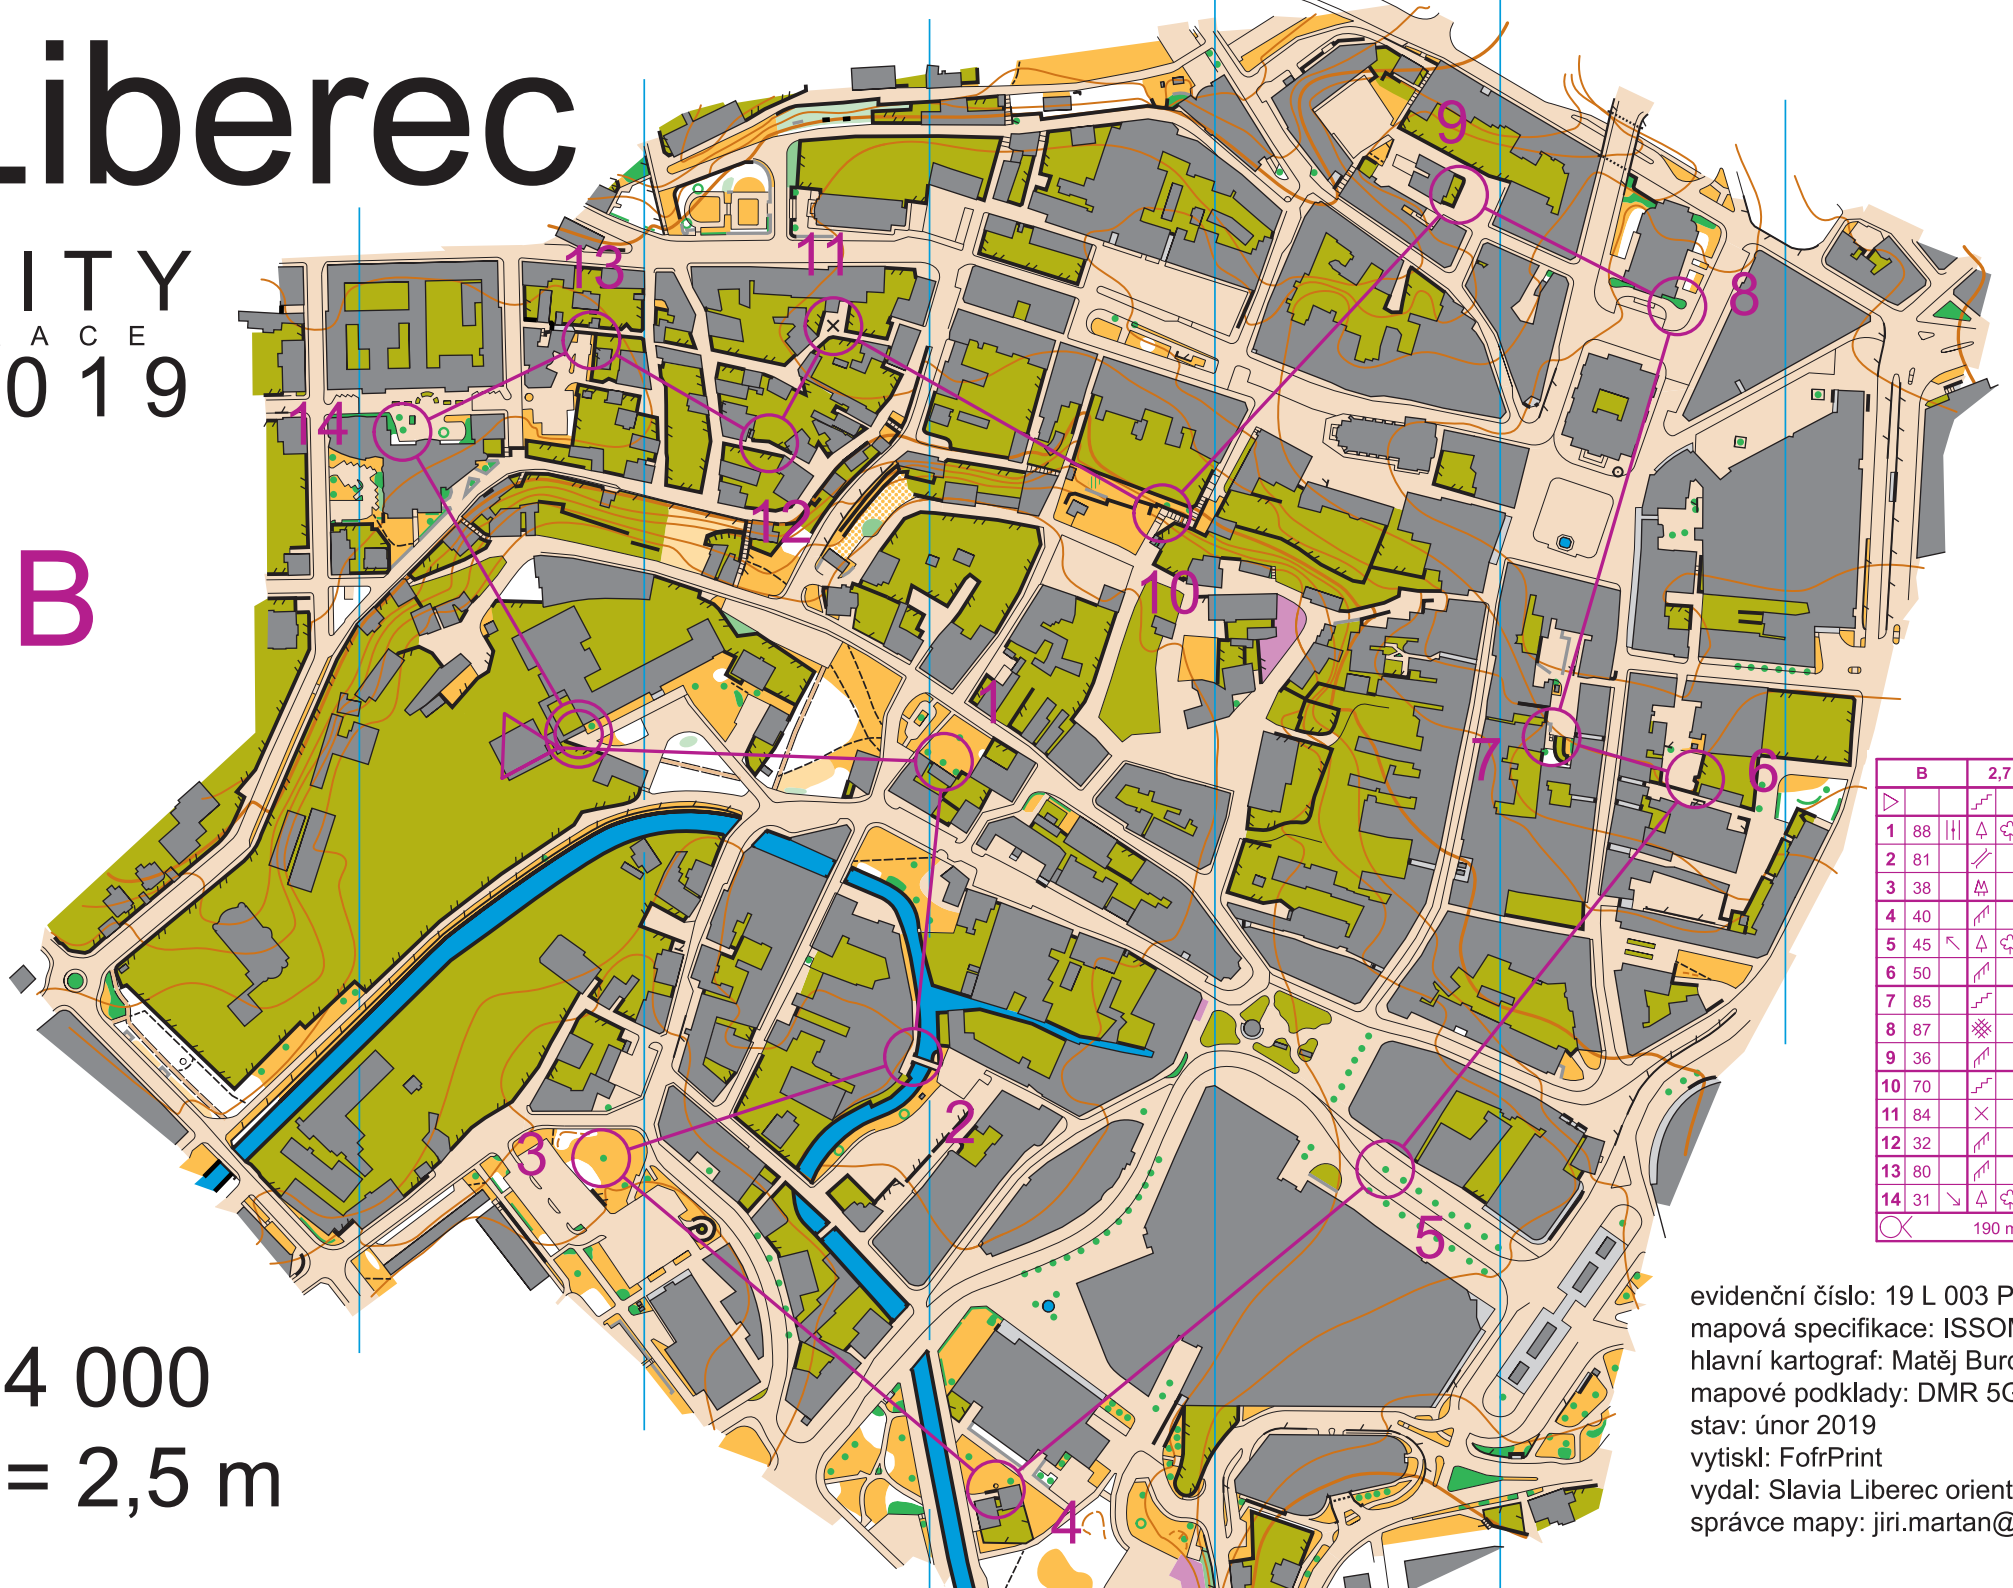 Liberec
ITY
ACE
019
B
4 000
= 2,5 m
1
2
3
4
5
6
7
8
9
10
11
12
13
14
B 2,7
1 88
2 81
3 38
4 40
5 45
6 50
7 85
8 87
9 36
10 70
11 84
12 32
13 80
14 31
190 m
evidenční číslo: 19 L 003 P
mapová specifikace: ISSOM
hlavní kartograf: Matěj Burd
mapové podklady: DMR 5G
stav: únor 2019
vytiskl: FofrPrint
vydal: Slavia Liberec orient
správce mapy: jiri.martan@